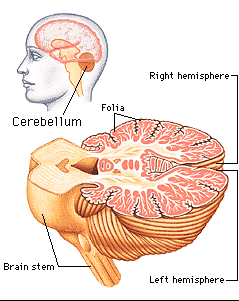 Right hemisphere
Folia
Cerebellum
Brain stem
Left hemisphere